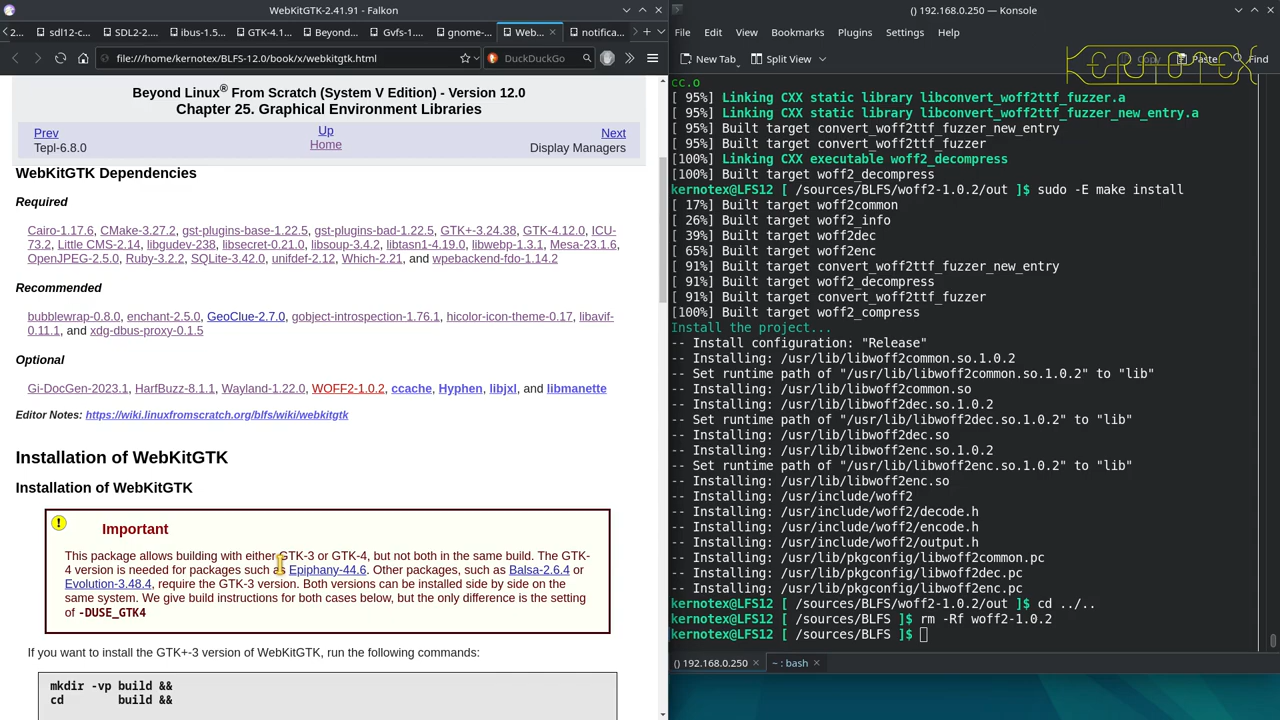 WebKitGTK-2.41.91 - Falkon
2...
sdl12-c...
SDL2-2....
ibus-1.5...
GTK-4.1...
Beyond...
Gvfs-1....
gnome-...
Web...
notifica...
file:///home/kernotex/BLFS-12.0/book/x/webkitgtk.html
DuckDuckGo
Beyond Linux® From Scratch (System V Edition) - Version 12.0
Chapter 25. Graphical Environment Libraries
Prev
Up
Next
Tepl-6.8.0
Home
Display Managers
WebKitGTK Dependencies
Required
Cairo-1.17.6, CMake-3.27.2, gst-plugins-base-1.22.5, gst-plugins-bad-1.22.5, GTK+-3.24.38, GTK-4.12.0, ICU-
73.2, Little CMS-2.14, libgudev-238, libsecret-0.21.0, libsoup-3.4.2, libtasn1-4.19.0, libwebp-1.3.1, Mesa-23.1.6,
OpenJPEG-2.5.0, Ruby-3.2.2, SQLite-3.42.0, unifdef-2.12, Which-2.21, and wpebackend-fdo-1.14.2
Recommended
bubblewrap-0.8.0, enchant-2.5.0, GeoClue-2.7.0, gobject-introspection-1.76.1, hicolor-icon-theme-0.17, libavif-
0.11.1, and xdg-dbus-proxy-0.1.5
Optional
Gi-DocGen-2023.1, HarfBuzz-8.1.1, Wayland-1.22.0, WOFF2-1.0.2, ccache, Hyphen, libjxl, and libmanette
Editor Notes: https://wiki.linuxfromscratch.org/blfs/wiki/webkitgtk
Installation of WebKitGTK
Installation of WebKitGTK
Important
This package allows building with either GTK-3 or GTK-4, but not both in the same build. The GTK-
4 version is needed for packages such as Epiphany-44.6. Other packages, such as Balsa-2.6.4 or
Evolution-3.48.4, require the GTK-3 version. Both versions can be installed side by side on the
same system. We give build instructions for both cases below, but the only difference is the setting
of -DUSE_GTK4
If you want to install the GTK+-3 version of WebKitGTK, run the following commands:
mkdir -vp build &&
cd        build &&
() 192.168.0.250 — Konsole
File Edit View Bookmarks Plugins Settings Help
New Tab
Split View
Copy
Paste
Find
KERNOTEX
cc.o
[ 95%] Linking CXX static library libconvert_woff2ttf_fuzzer.a
[ 95%] Linking CXX static library libconvert_woff2ttf_fuzzer_new_entry.a
[ 95%] Built target convert_woff2ttf_fuzzer_new_entry
[ 95%] Built target convert_woff2ttf_fuzzer
[100%] Linking CXX executable woff2_decompress
[100%] Built target woff2_decompress
kernotex@LFS12 [ /sources/BLFS/woff2-1.0.2/out ]$ sudo -E make install
[ 17%] Built target woff2common
[ 26%] Built target woff2_info
[ 39%] Built target woff2dec
[ 65%] Built target woff2enc
[ 91%] Built target convert_woff2ttf_fuzzer_new_entry
[ 91%] Built target woff2_decompress
[ 91%] Built target convert_woff2ttf_fuzzer
[100%] Built target woff2_compress
Install the project...
-- Install configuration: "Release"
-- Installing: /usr/lib/libwoff2common.so.1.0.2
-- Set runtime path of "/usr/lib/libwoff2common.so.1.0.2" to "lib"
-- Installing: /usr/lib/libwoff2common.so
-- Installing: /usr/lib/libwoff2dec.so.1.0.2
-- Set runtime path of "/usr/lib/libwoff2dec.so.1.0.2" to "lib"
-- Installing: /usr/lib/libwoff2dec.so
-- Installing: /usr/lib/libwoff2enc.so.1.0.2
-- Set runtime path of "/usr/lib/libwoff2enc.so.1.0.2" to "lib"
-- Installing: /usr/lib/libwoff2enc.so
-- Installing: /usr/include/woff2
-- Installing: /usr/include/woff2/decode.h
-- Installing: /usr/include/woff2/encode.h
-- Installing: /usr/include/woff2/output.h
-- Installing: /usr/lib/pkgconfig/libwoff2common.pc
-- Installing: /usr/lib/pkgconfig/libwoff2dec.pc
-- Installing: /usr/lib/pkgconfig/libwoff2enc.pc
kernotex@LFS12 [ /sources/BLFS/woff2-1.0.2/out ]$ cd ../..
kernotex@LFS12 [ /sources/BLFS ]$ rm -Rf woff2-1.0.2
kernotex@LFS12 [ /sources/BLFS ]$
() 192.168.0.250
~ : bash